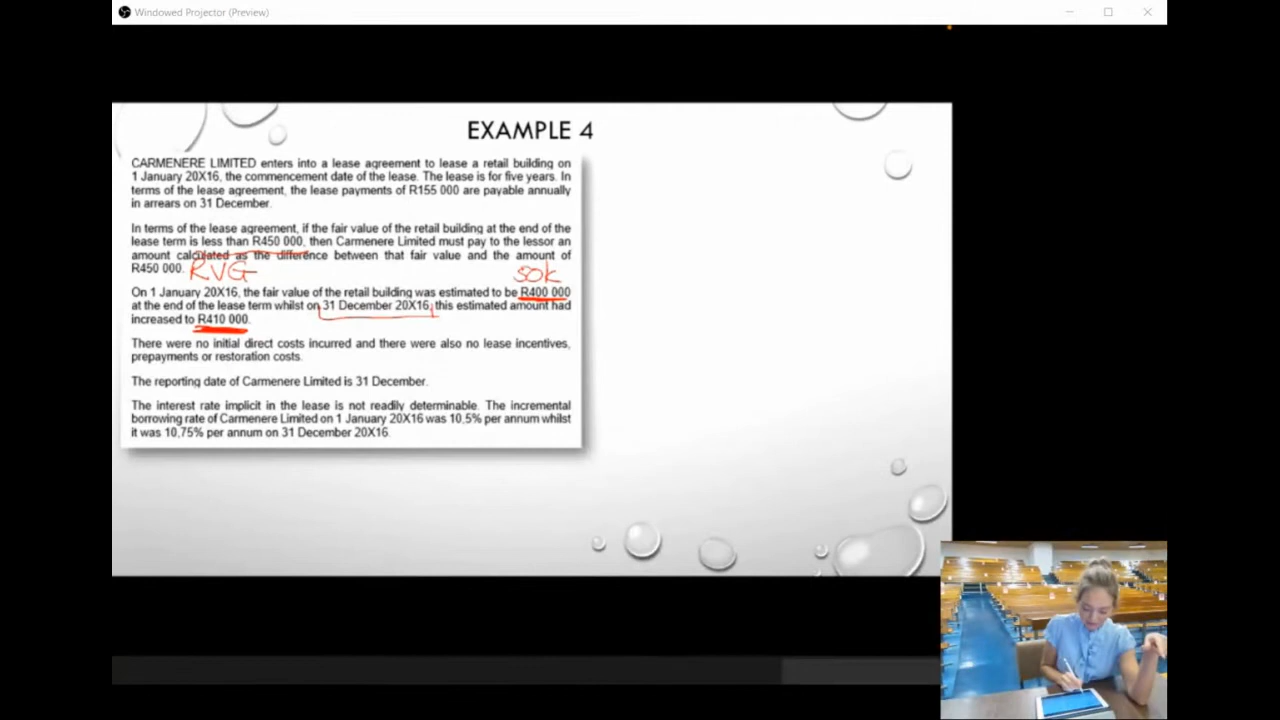 Windowed Projector (Preview)
EXAMPLE 4
CARMENERE LIMITED enters into a lease agreement to lease a retail building on
1 January 20X16, the commencement date of the lease. The lease is for five years. In
terms of the lease agreement, the lease payments of R155 000 are payable annually
in arrears on 31 December.
In terms of the lease agreement, if the fair value of the retail building at the end of the
lease term is less than R450 000, then Carmenere Limited must pay to the lessor an
amount calculated as the difference between that fair value and the amount of
R450 000. RVG
50k
On 1 January 20X16, the fair value of the retail building was estimated to be R400 000
at the end of the lease term whilst on 31 December 20X16, this estimated amount had
increased to R410 000.
There were no initial direct costs incurred and there were also no lease incentives,
prepayments or restoration costs.
The reporting date of Carmenere Limited is 31 December.
The interest rate implicit in the lease is not readily determinable. The incremental
borrowing rate of Carmenere Limited on 1 January 20X16 was 10,5% per annum whilst
it was 10,75% per annum on 31 December 20X16.